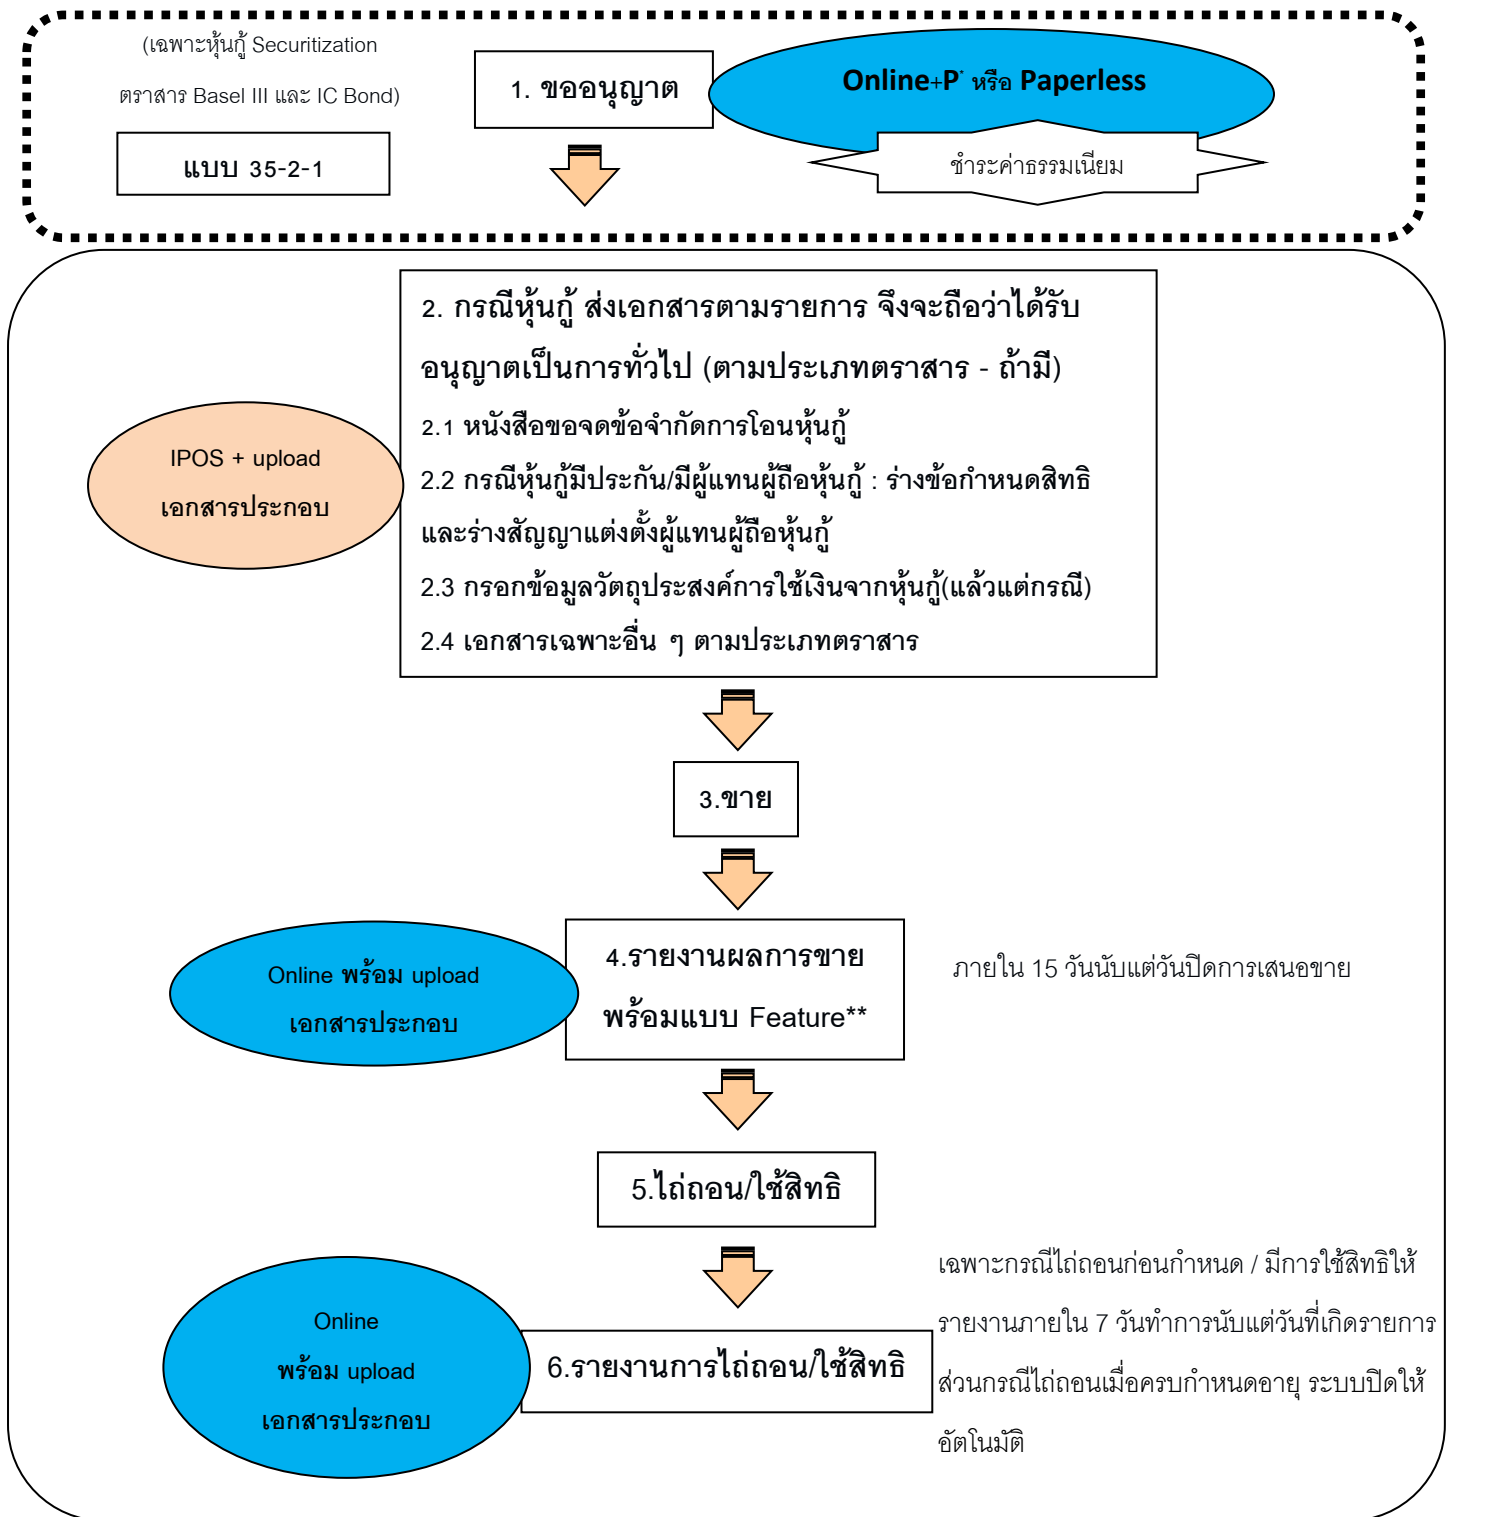 (เฉพาะหุ้นกู้ Securitization
ตราสาร Basel III และ IC Bond)
แบบ 35-2-1
1. ขออนุญาต
Online+P* หรือ Paperless
ชำระค่าธรรมเนียม
2. กรณีหุ้นกู้ ส่งเอกสารตามรายการ จึงจะถือว่าได้รับ
อนุญาตเป็นการทั่วไป (ตามประเภทตราสาร - ถ้ามี)
2.1 หนังสือขอจดข้อจำกัดการโอนหุ้นกู้
2.2 กรณีหุ้นกู้มีประกัน/มีผู้แทนผู้ถือหุ้นกู้ : ร่างข้อกำหนดสิทธิ
และร่างสัญญาแต่งตั้งผู้แทนผู้ถือหุ้นกู้
2.3 กรอกข้อมูลวัตถุประสงค์การใช้เงินจากหุ้นกู้(แล้วแต่กรณี)
2.4 เอกสารเฉพาะอื่น ๆ ตามประเภทตราสาร
IPOS + upload
เอกสารประกอบ
3.ขาย
Online พร้อม upload
เอกสารประกอบ
4.รายงานผลการขาย
พร้อมแบบ Feature**
ภายใน 15 วันนับแต่วันปิดการเสนอขาย
5.ไถ่ถอน/ใช้สิทธิ
Online
พร้อม upload
เอกสารประกอบ
6.รายงานการไถ่ถอน/ใช้สิทธิ
เฉพาะกรณีไถ่ถอนก่อนกำหนด / มีการใช้สิทธิให้
รายงานภายใน 7 วันทำการนับแต่วันที่เกิดรายการ
ส่วนกรณีไถ่ถอนเมื่อครบกำหนดอายุ ระบบปิดให้
อัตโนมัติ